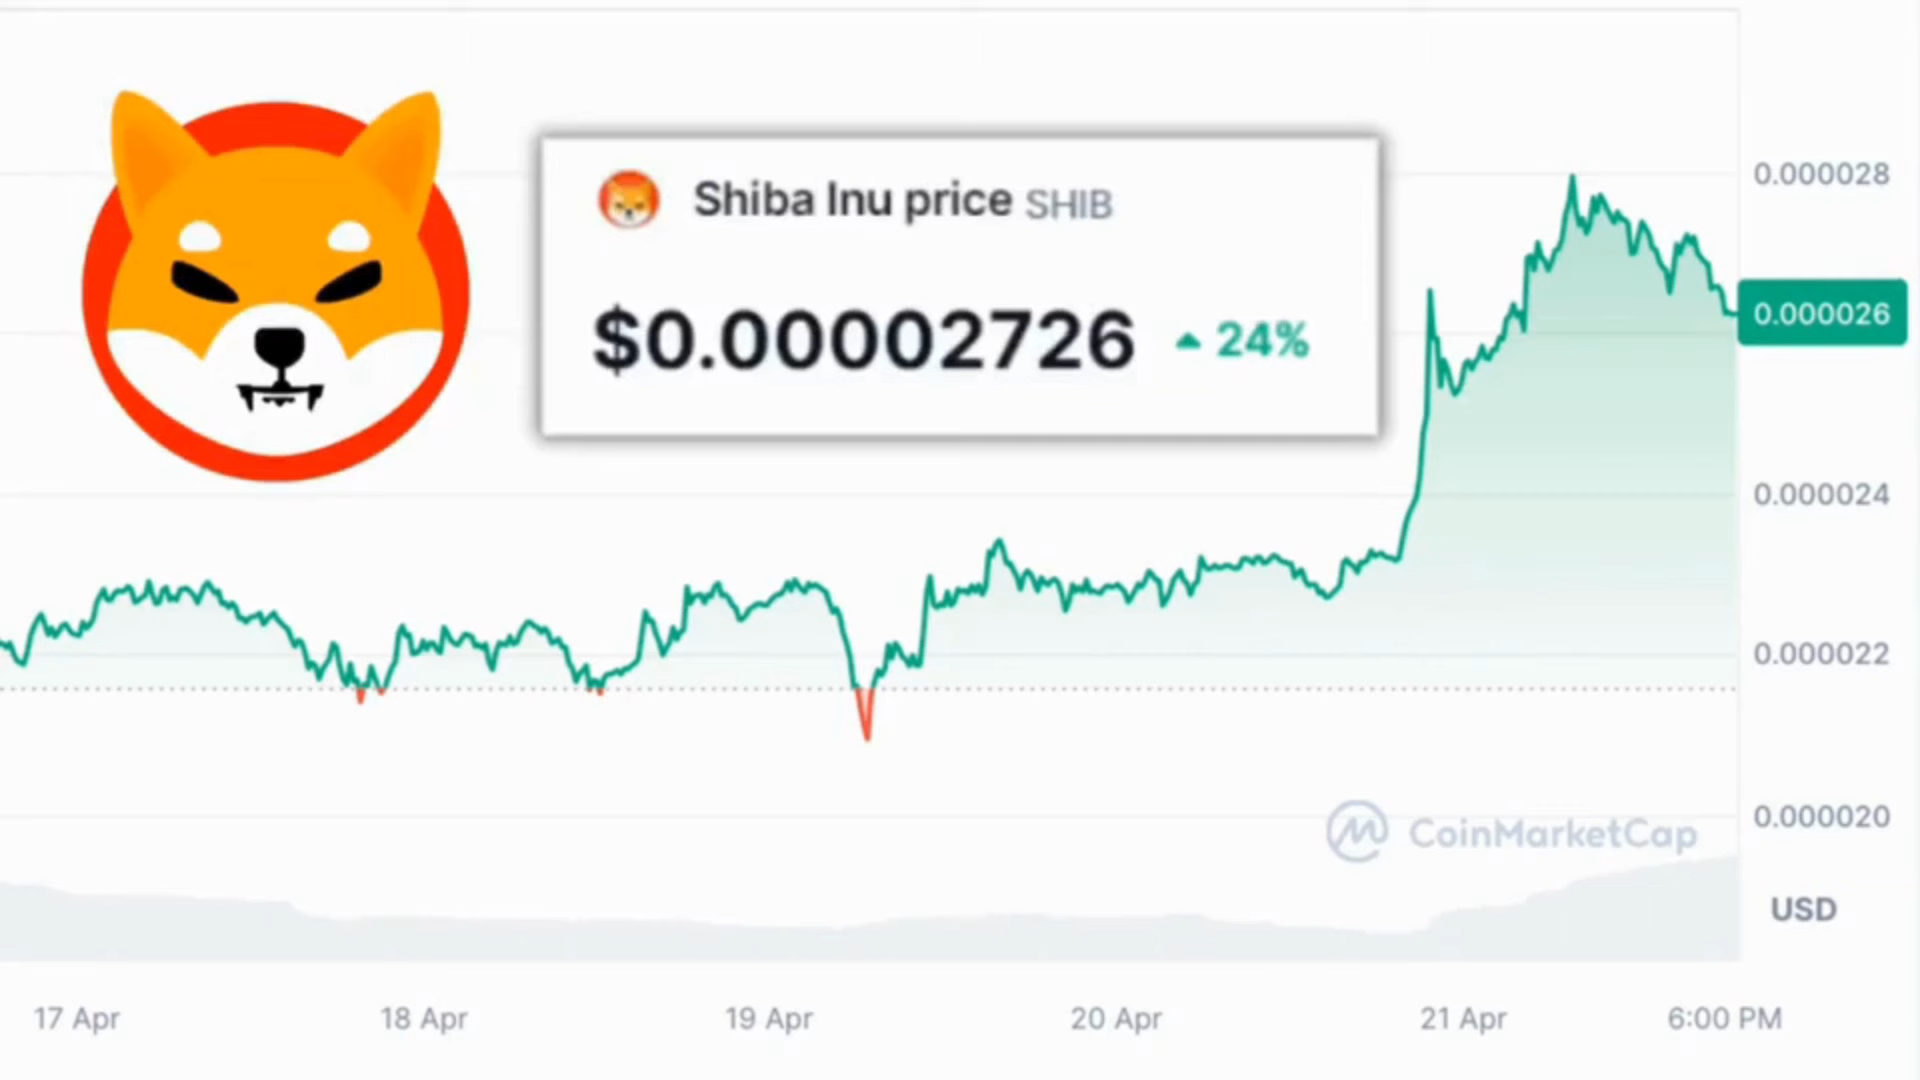 Shiba Inu price SHIB
$0.00002726 24%
0.000028
0.000026
0.000024
0.000022
0.000020
CoinMarketCap
USD
17 Apr 18 Apr 19 Apr 20 Apr 21 Apr 6:00 PM